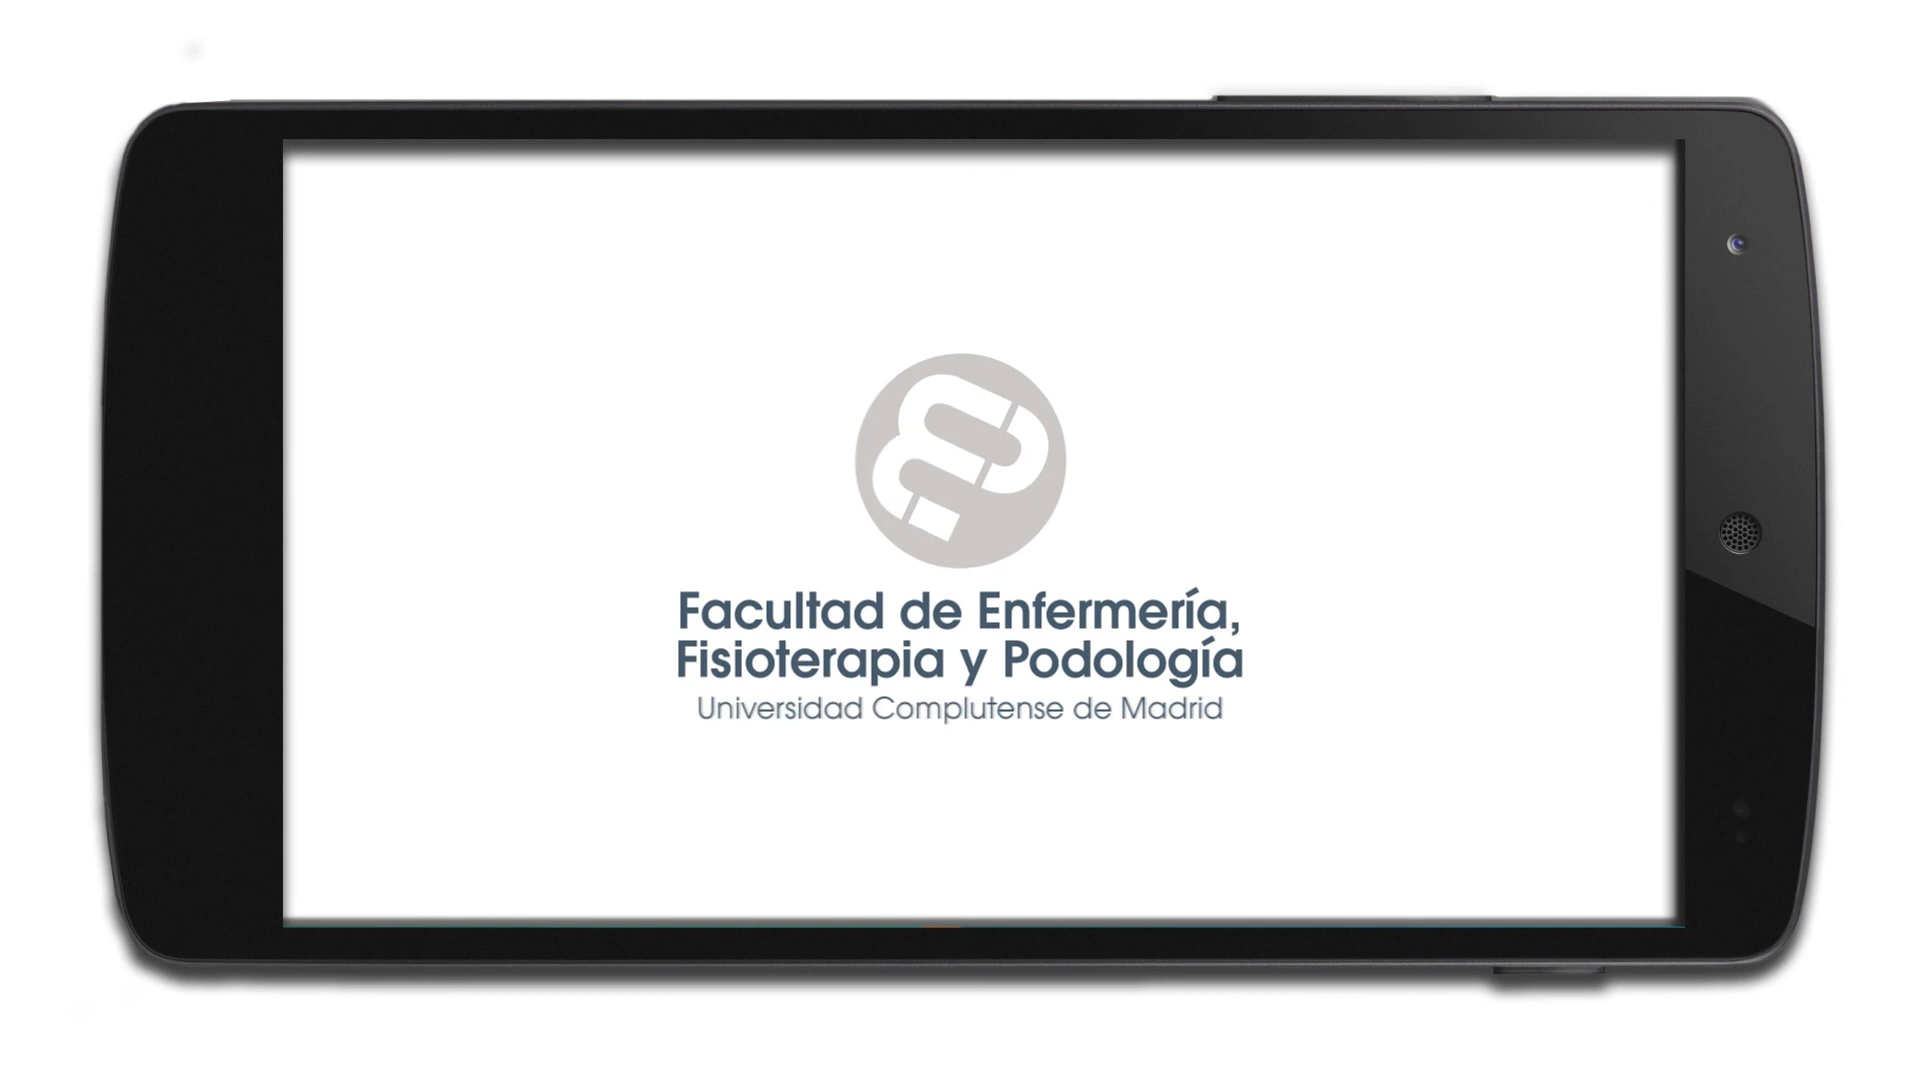 Facultad de Enfermería,
Fisioterapia y Podología
Universidad Complutense de Madrid